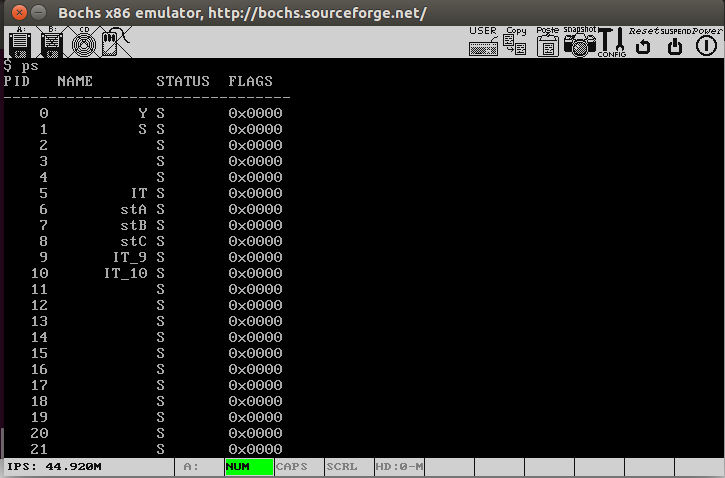 Bochs x86 emulator, http://bochs.sourceforge.net/
A: B: CD USER Copy Paste snapshot CONFIG Reset SUSPEND Power
$ ps
PID NAME STATUS FLAGS
--------------------------------
0 Y S 0x0000
1 S S 0x0000
2 S 0x0000
3 S 0x0000
4 S 0x0000
5 IT S 0x0000
6 stA S 0x0000
7 stB S 0x0000
8 stC S 0x0000
9 IT_9 S 0x0000
10 IT_10 S 0x0000
11 S 0x0000
12 S 0x0000
13 S 0x0000
14 S 0x0000
15 S 0x0000
16 S 0x0000
17 S 0x0000
18 S 0x0000
19 S 0x0000
20 S 0x0000
21 S 0x0000
IPS: 44.920M A: NUM CAPS SCRL HD:0-M